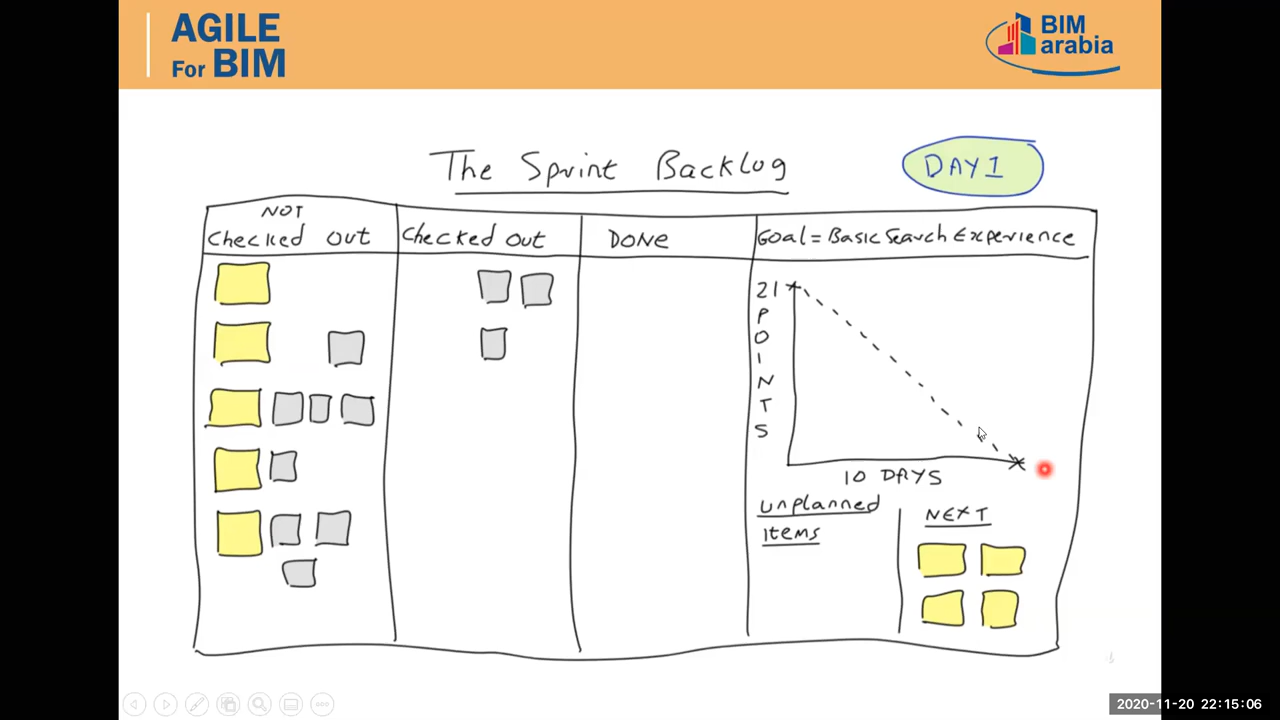 AGILE
For BIM
BIM
arabia
The Sprint Backlog
DAY 1
NOT
Checked Out
Checked Out
DONE
Goal = Basic Search Experience
21
P
O
I
N
T
S
10 DAYS
Unplanned
Items
NEXT
2020-11-20 22:15:06